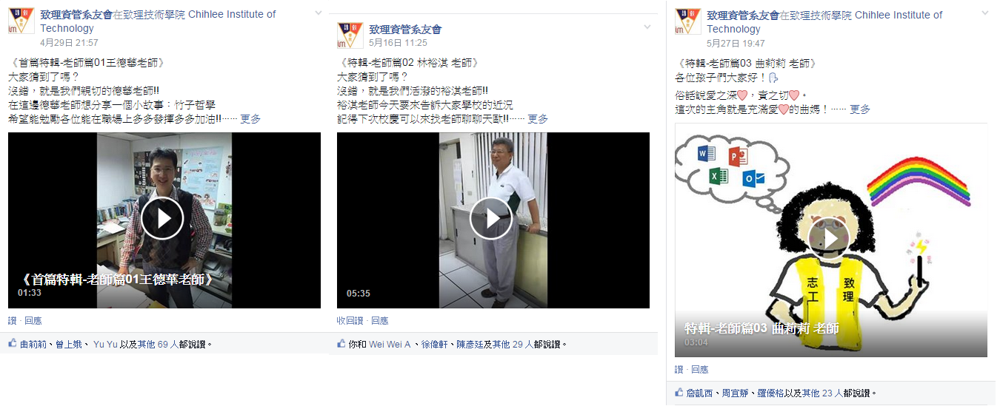 致理資管系友會在致理技術學院 Chihlee Institute of
Technology
4月29日 21:57
《首篇特輯-老師篇01王德華老師》
大家猜到了嗎？
沒錯，就是我們親切的德華老師!!
在這邊德華老師想分享一個小故事：竹子哲學
希望能勉勵各位能在職場上多多發揮多多加油!!…… 更多
《首篇特輯-老師篇01王德華老師》
01:33
讚 · 回應
曲莉莉、曾上娥、 Yu Yu 以及其他 69 人都說讚。
致理資管系友會
5月16日 11:25
《特輯-老師篇02 林裕淇 老師》
大家猜到了嗎？
沒錯，就是我們活潑的裕淇老師!!
裕淇老師今天要來告訴大家學校的近況
記得下次校慶可以來找老師聊聊天歐!!…… 更多
05:35
收回讚 · 回應
你和 Wei Wei A 、徐偉軒、陳彥廷及其他 29 人都說讚。
致理資管系友會在致理技術學院 Chihlee Institute of
Technology
5月27日 19:47
《特輯-老師篇03 曲莉莉 老師》
各位孩子們大家好！
俗話說愛之深，責之切。
這次的主角就是充滿愛的曲媽！…… 更多
W
P
X
O
志工
致理
特輯-老師篇03 曲莉莉 老師
03:04
讚 · 回應
詹凱西、周宜靜、羅優格以及其他 23 人都說讚。